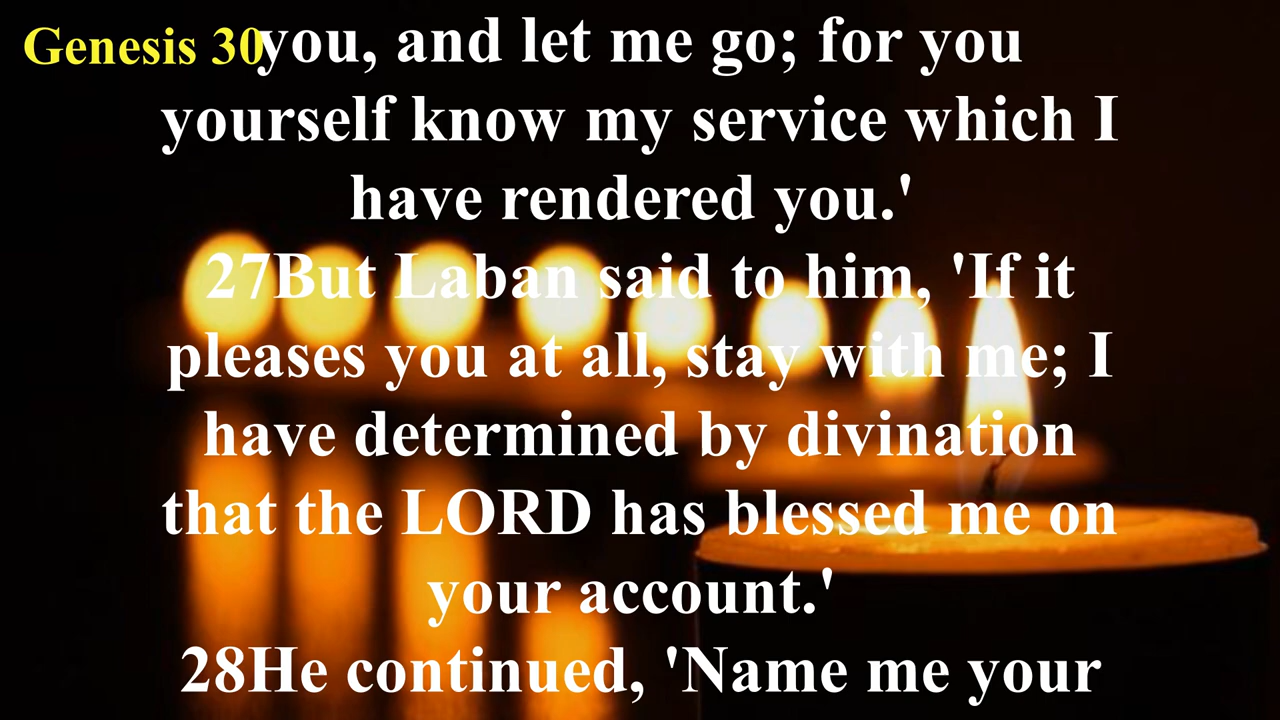 Genesis 30
you, and let me go; for you
yourself know my service which I
have rendered you.'
27But Laban said to him, 'If it
pleases you at all, stay with me; I
have determined by divination
that the LORD has blessed me on
your account.'
28He continued, 'Name me your